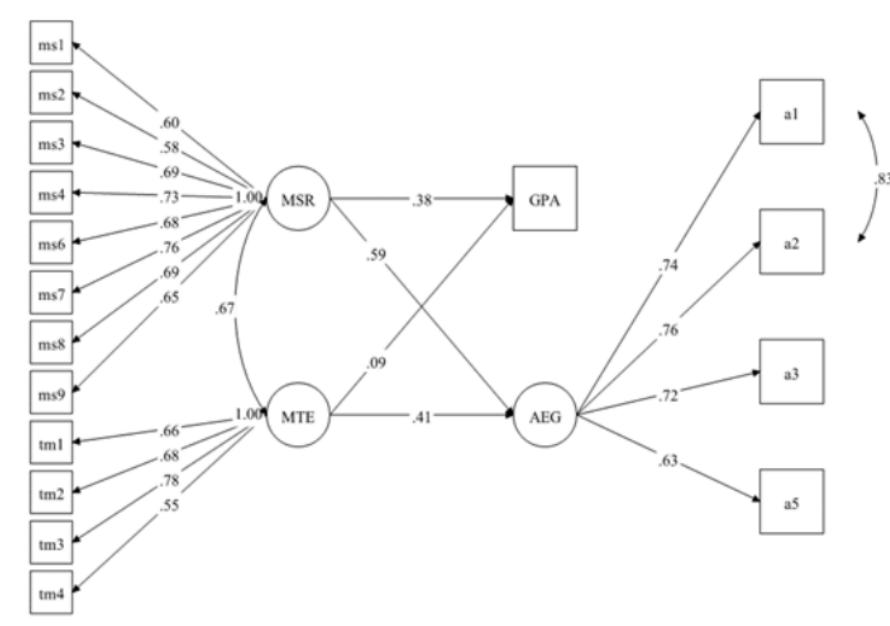 ms1
ms2
ms3
ms4
ms6
ms7
ms8
ms9
tm1
tm2
tm3
tm4
.60
.58
.69
.73
.68
.76
.69
.65
1.00
MSR
.67
.66
.68
.78
.55
1.00
MTE
.38
.59
.09
.41
GPA
AEG
.74
.76
.72
.63
a1
a2
a3
a5
.83